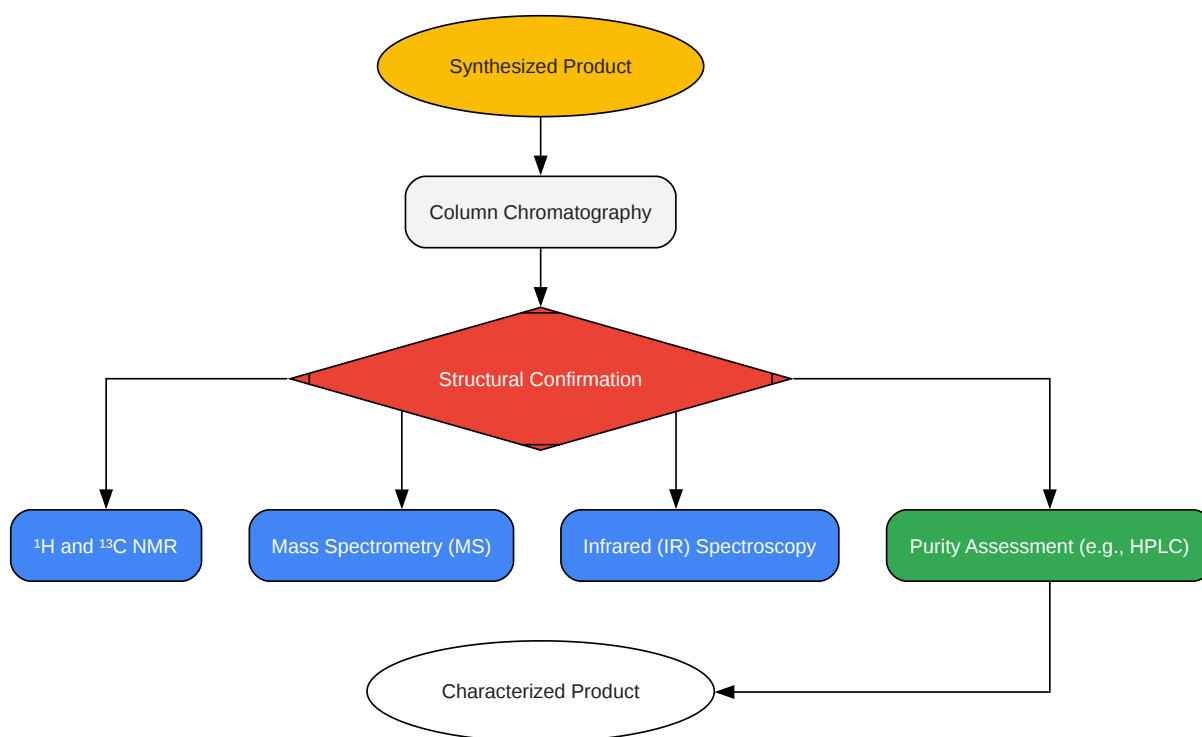 Synthesized Product
Column Chromatography
Structural Confirmation
¹H and ¹³C NMR
Mass Spectrometry (MS)
Infrared (IR) Spectroscopy
Purity Assessment (e.g., HPLC)
Characterized Product